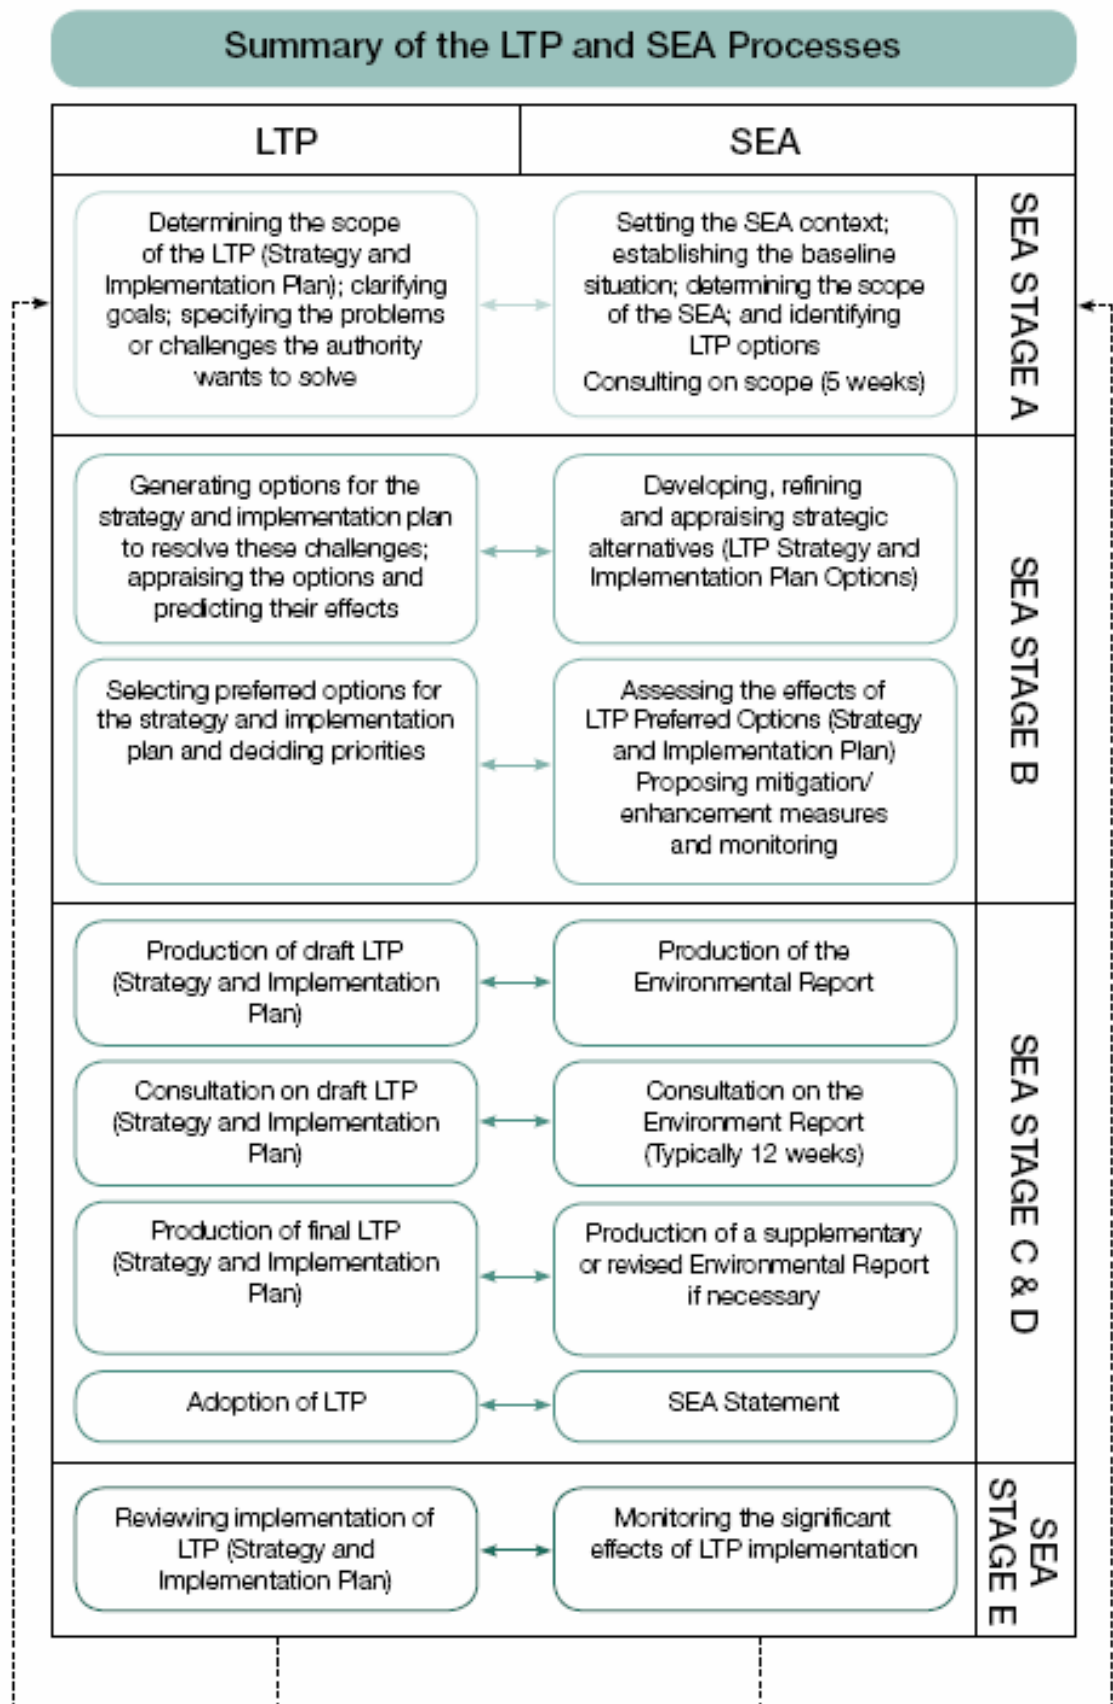 Summary of the LTP and SEA Processes
LTP
SEA
Determining the scope
of the LTP (Strategy and
Implementation Plan); clarifying
goals; specifying the problems
or challenges the authority
wants to solve
Setting the SEA context;
establishing the baseline
situation; determining the scope
of the SEA; and identifying
LTP options
Consulting on scope (5 weeks)
SEA STAGE A
Generating options for the
strategy and implementation plan
to resolve these challenges;
appraising the options and
predicting their effects
Developing, refining
and appraising strategic
alternatives (LTP Strategy and
Implementation Plan Options)
Selecting preferred options for
the strategy and implementation
plan and deciding priorities
Assessing the effects of
LTP Preferred Options (Strategy
and Implementation Plan)
Proposing mitigation/
enhancement measures
and monitoring
SEA STAGE B
Production of draft LTP
(Strategy and Implementation
Plan)
Production of the
Environmental Report
Consultation on draft LTP
(Strategy and Implementation
Plan)
Consultation on the
Environment Report
(Typically 12 weeks)
Production of final LTP
(Strategy and Implementation
Plan)
Production of a supplementary
or revised Environmental Report
if necessary
Adoption of LTP
SEA Statement
SEA STAGE C & D
Reviewing implementation of
LTP (Strategy and
Implementation Plan)
Monitoring the significant
effects of LTP implementation
SEA
STAGE E